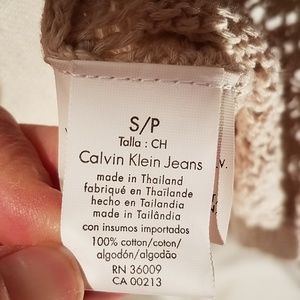 S/P
Talla : CH
Calvin Klein Jeans
made in Thailand
fabriqué en Thaïlande
hecho en Tailandia
made in Tailândia
con insumos importados
100% cotton/coton/
algodón/algodão
RN 36009
CA 00213